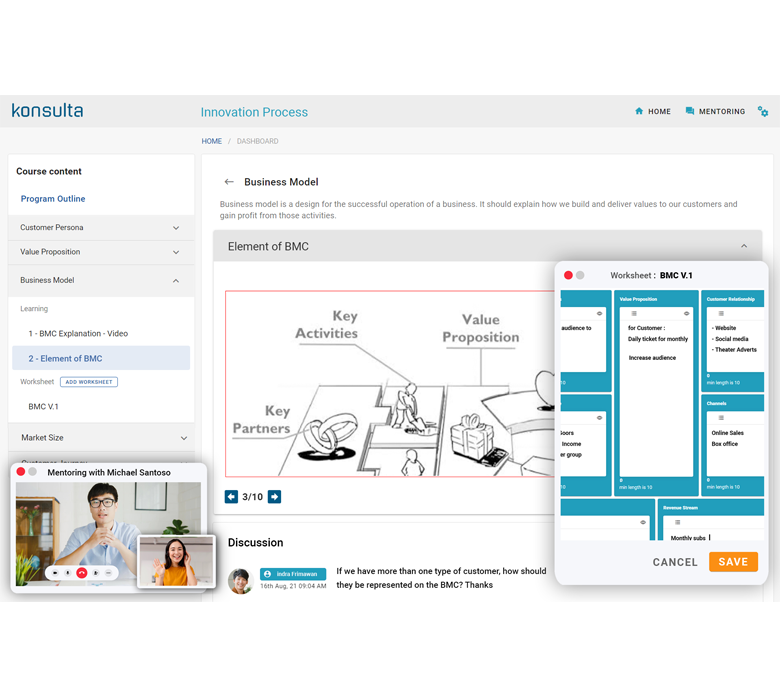 konsulta
Innovation Process
HOME
MENTORING
HOME / DASHBOARD
Course content
Program Outline
Customer Persona
Value Proposition
Business Model
Learning
1 - BMC Explanation - Video
2 - Element of BMC
Worksheet ADD WORKSHEET
BMC V.1
Market Size
Mentoring with Michael Santoso
Business Model
Business model is a design for the successful operation of a business. It should explain how we build and deliver values to our customers and
gain profit from those activities.
Element of BMC
Key
Activities
Value
Proposition
Key
Partners
3/10
Discussion
Indra Frimawan
16th Aug, 21 09:04 AM
If we have more than one type of customer, how should
they be represented on the BMC? Thanks
Worksheet : BMC V.1
audience to
10
Value Proposition
for Customer :
Daily ticket for monthly
Increase audience
0
min length is 10
Customer Relationship
- Website
- Social media
- Theater Adverts
0
min length is 10
Income
er group
10
Channels
Online Sales
Box office
0
min length is 10
Revenue Stream
Monthly subs
CANCEL
SAVE